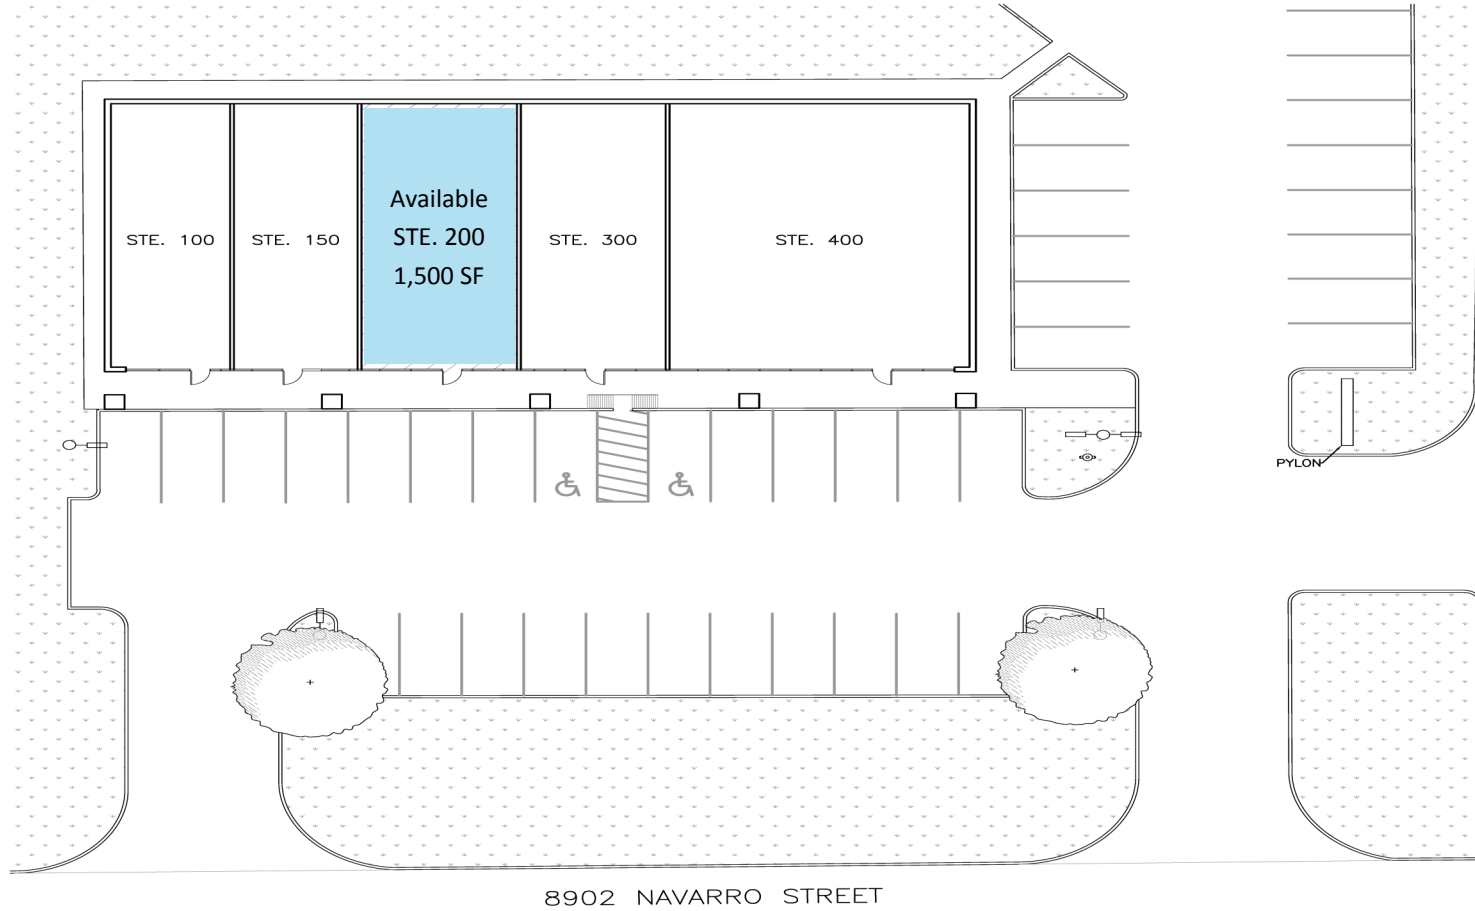 Available
STE. 200
1,500 SF
STE. 100
STE. 150
STE. 300
STE. 400
PYLON
8902 NAVARRO STREET